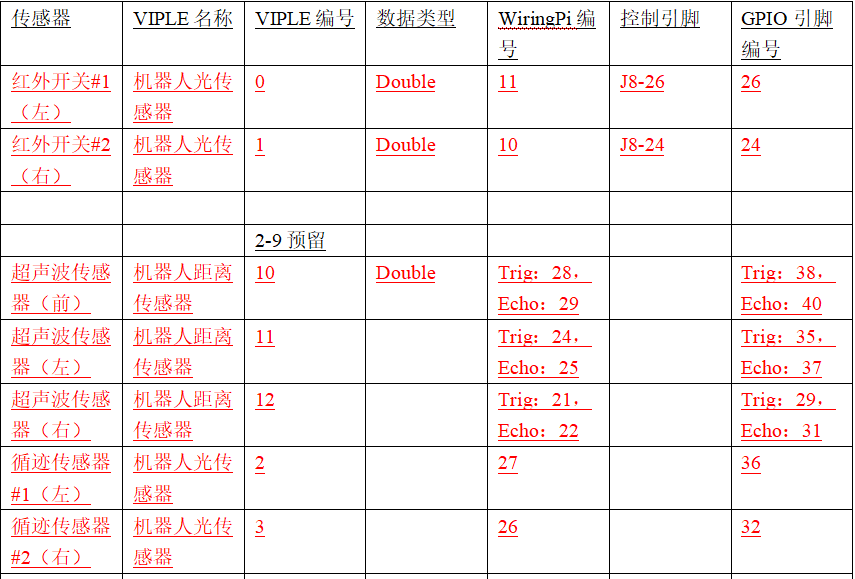 传感器 VIPLE 名称 VIPLE 编号 数据类型 WiringPi 编号 控制引脚 GPIO 引脚编号
红外开关#1（左） 机器人光传感器 0 Double 11 J8-26 26
红外开关#2（右） 机器人光传感器 1 Double 10 J8-24 24
2-9 预留
超声波传感器（前） 机器人距离传感器 10 Double Trig：28，Echo：29 Trig：38，Echo：40
超声波传感器（左） 机器人距离传感器 11 Trig：24，Echo：25 Trig：35，Echo：37
超声波传感器（右） 机器人距离传感器 12 Trig：21，Echo：22 Trig：29，Echo：31
循迹传感器#1（左） 机器人光传感器 2 27 36
循迹传感器#2（右） 机器人光传感器 3 26 32